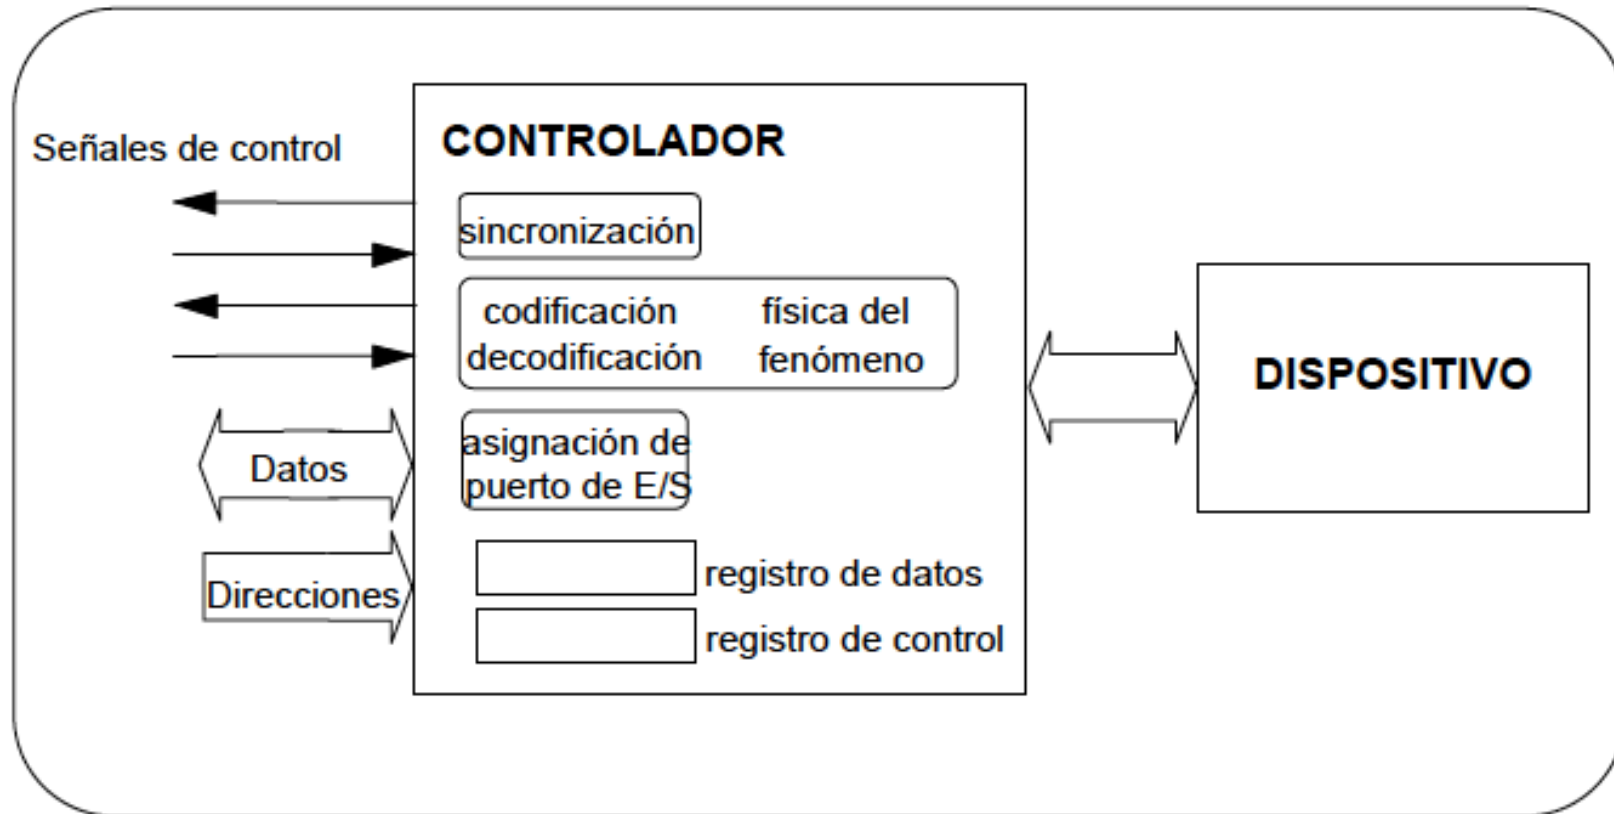 Señales de control
CONTROLADOR
sincronización
codificación física del
decodificación fenómeno
asignación de
puerto de E/S
Datos
Direcciones
registro de datos
registro de control
DISPOSITIVO